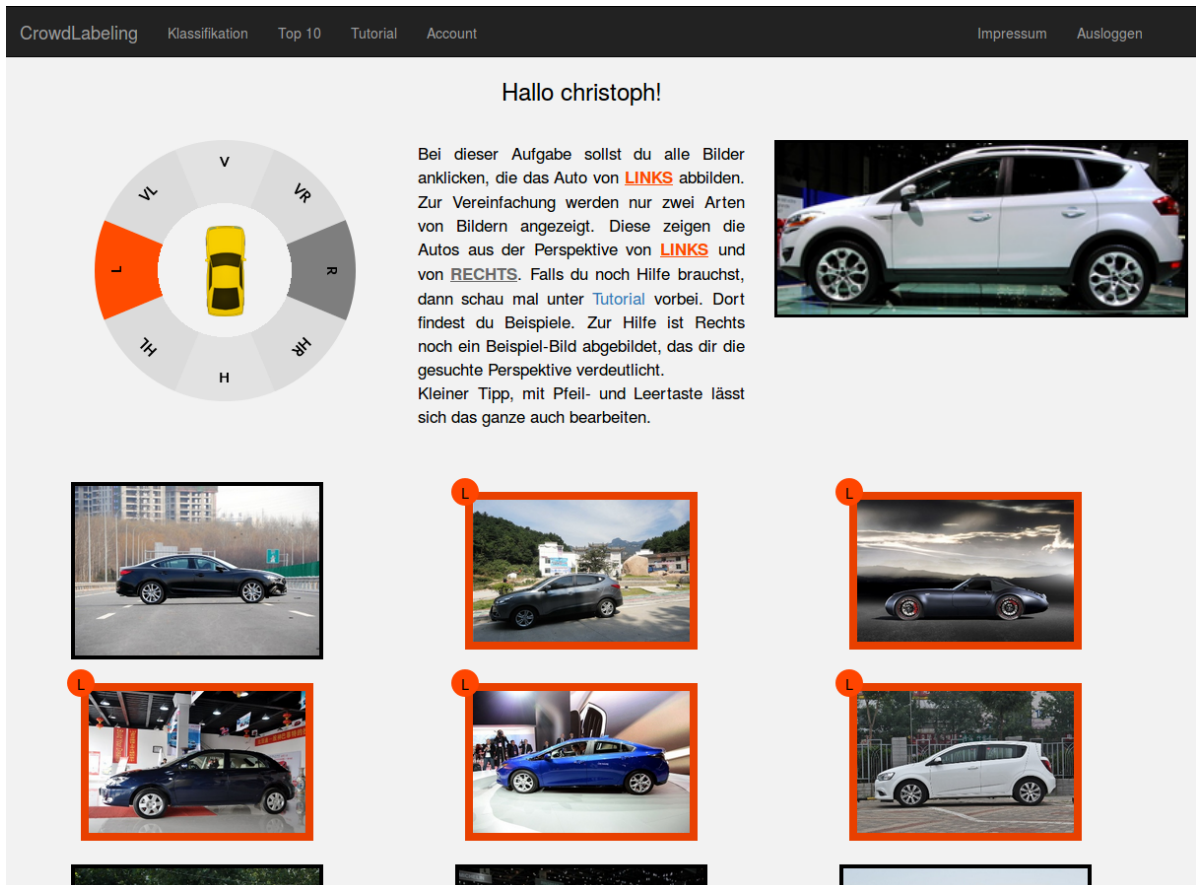 CrowdLabeling Klassifikation Top 10 Tutorial Account Impressum Ausloggen
Hallo christoph!
V
VL
VR
L
R
HL
HR
H
Bei dieser Aufgabe sollst du alle Bilder
anklicken, die das Auto von LINKS abbilden.
Zur Vereinfachung werden nur zwei Arten
von Bildern angezeigt. Diese zeigen die
Autos aus der Perspektive von LINKS und
von RECHTS. Falls du noch Hilfe brauchst,
dann schau mal unter Tutorial vorbei. Dort
findest du Beispiele. Zur Hilfe ist Rechts
noch ein Beispiel-Bild abgebildet, das dir die
gesuchte Perspektive verdeutlicht.
Kleiner Tipp, mit Pfeil- und Leertaste lässt
sich das ganze auch bearbeiten.
L
L
L
L
L